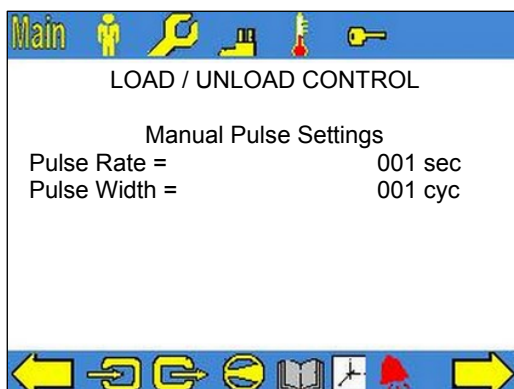 Main
LOAD / UNLOAD CONTROL
Manual Pulse Settings
Pulse Rate = 001 sec
Pulse Width = 001 cyc